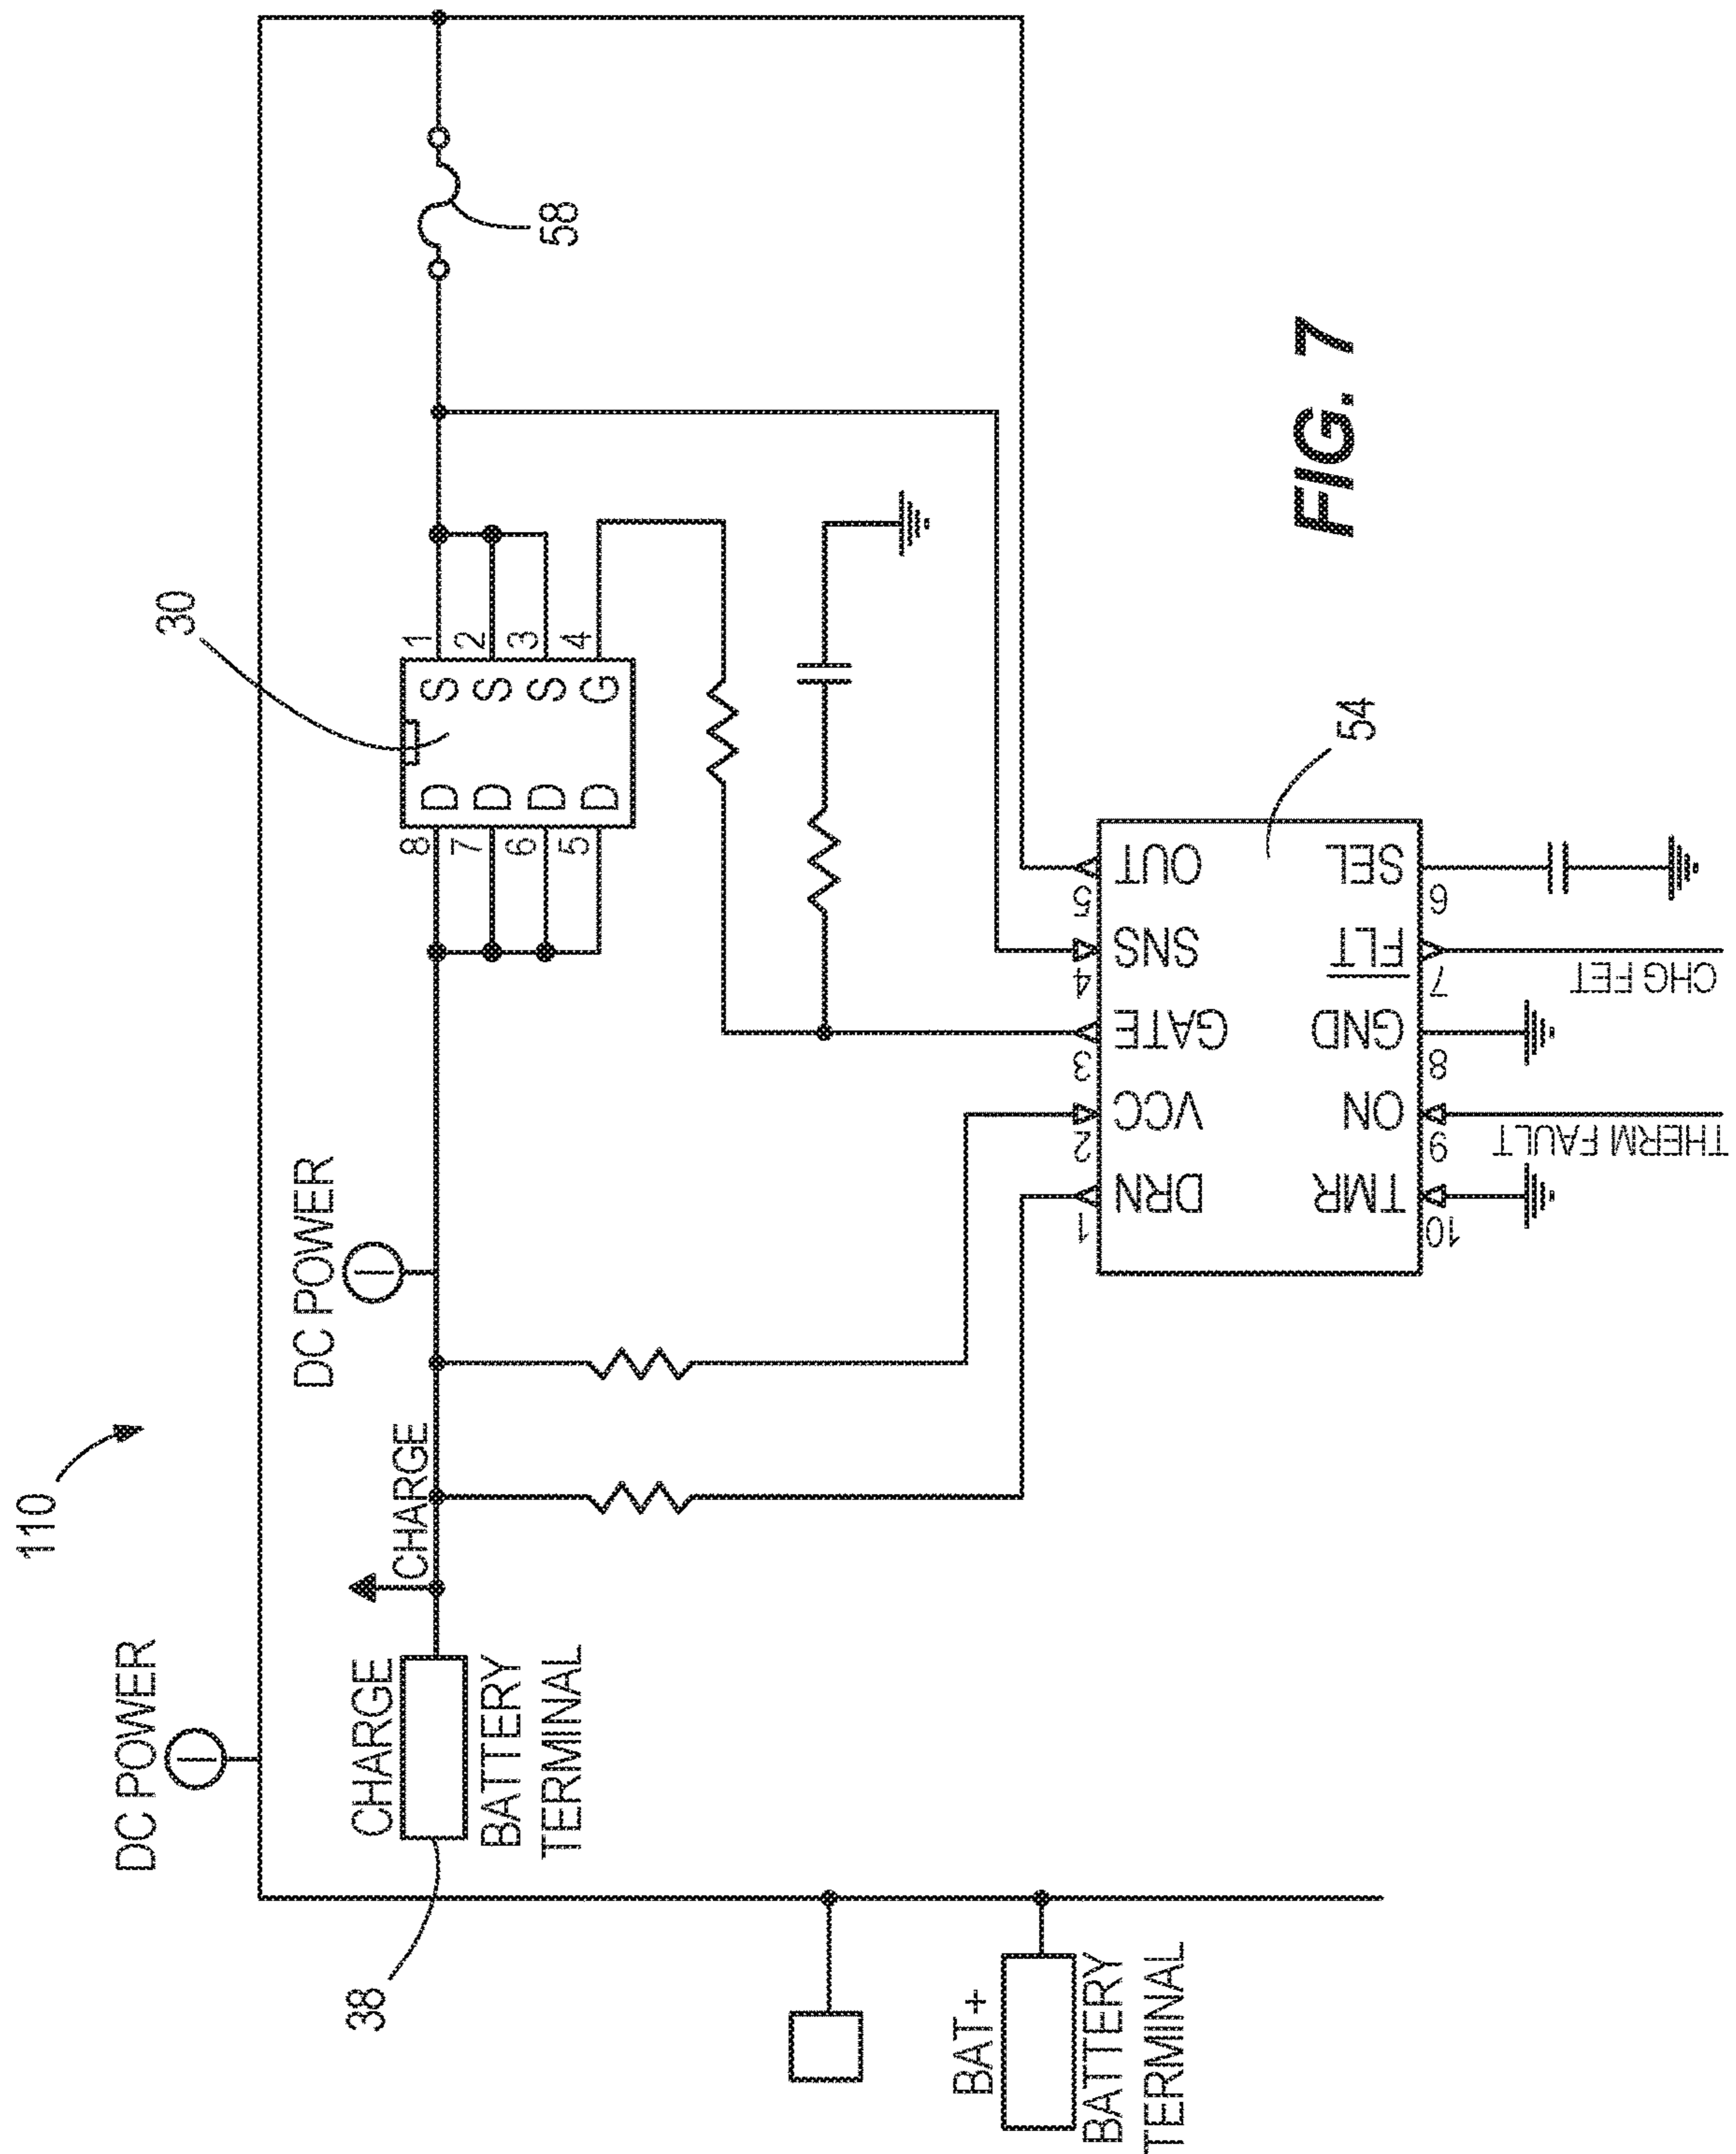 110
DC POWER
DC POWER
30
CHARGE
BATTERY
TERMINAL
38
CHARGE
8 D S 1
7 D S 2
6 D S 3
5 D G 4
58
BAT+
BATTERY
TERMINAL
1 DRN
2 VCC
3 GATE
4 SNS
5 OUT
10 TMR
9 ON
8 GND
7 FLT
6 SEL
54
THERM FAULT
CHG FET
FIG. 7